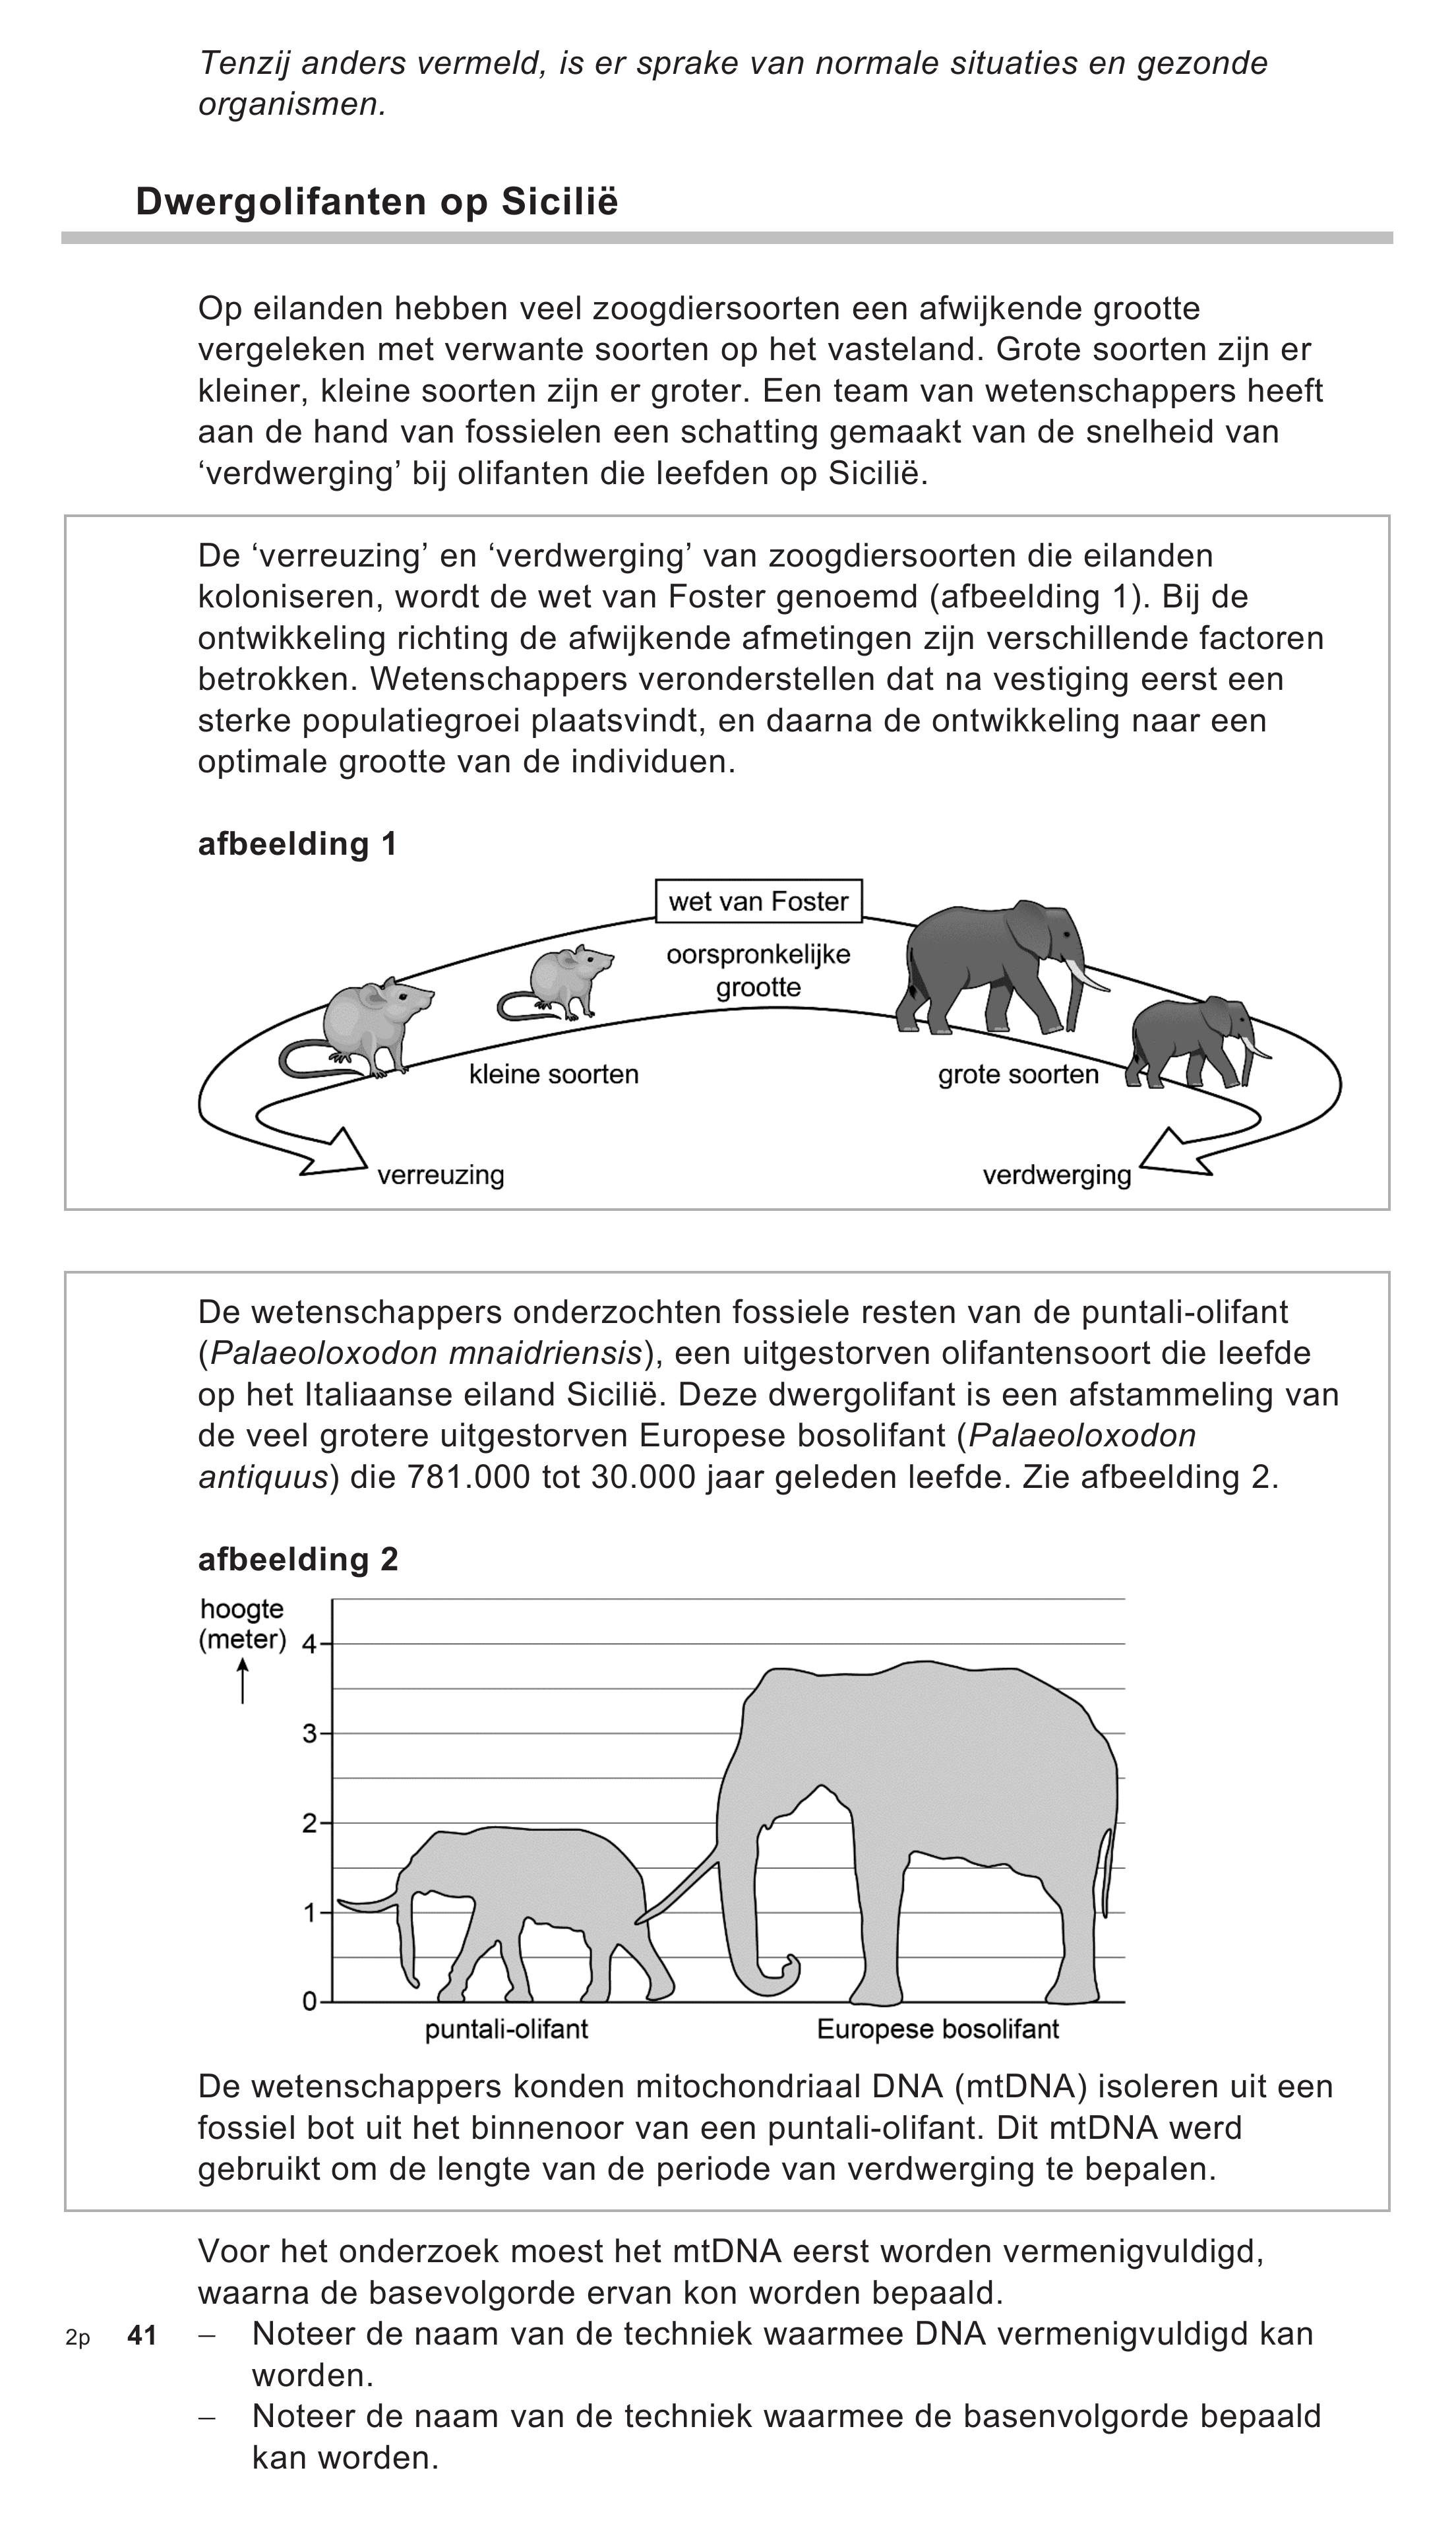 Tenzij anders vermeld, is er sprake van normale situaties en gezonde
organismen.
Dwergolifanten op Sicilië
Op eilanden hebben veel zoogdiersoorten een afwijkende grootte
vergeleken met verwante soorten op het vasteland. Grote soorten zijn er
kleiner, kleine soorten zijn er groter. Een team van wetenschappers heeft
aan de hand van fossielen een schatting gemaakt van de snelheid van
‘verdwerging’ bij olifanten die leefden op Sicilië.
De ‘verreuzing’ en ‘verdwerging’ van zoogdiersoorten die eilanden
koloniseren, wordt de wet van Foster genoemd (afbeelding 1). Bij de
ontwikkeling richting de afwijkende afmetingen zijn verschillende factoren
betrokken. Wetenschappers veronderstellen dat na vestiging eerst een
sterke populatiegroei plaatsvindt, en daarna de ontwikkeling naar een
optimale grootte van de individuen.
afbeelding 1
wet van Foster
oorspronkelijke
grootte
kleine soorten
grote soorten
verreuzing
verdwerging
De wetenschappers onderzochten fossiele resten van de puntali-olifant
(Palaeoloxodon mnaidriensis), een uitgestorven olifantensoort die leefde
op het Italiaanse eiland Sicilië. Deze dwergolifant is een afstammeling van
de veel grotere uitgestorven Europese bosolifant (Palaeoloxodon
antiquus) die 781.000 tot 30.000 jaar geleden leefde. Zie afbeelding 2.
afbeelding 2
hoogte
(meter)
4
3
2
1
0
puntali-olifant
Europese bosolifant
De wetenschappers konden mitochondriaal DNA (mtDNA) isoleren uit een
fossiel bot uit het binnenoor van een puntali-olifant. Dit mtDNA werd
gebruikt om de lengte van de periode van verdwerging te bepalen.
Voor het onderzoek moest het mtDNA eerst worden vermenigvuldigd,
waarna de basevolgorde ervan kon worden bepaald.
2p 41 – Noteer de naam van de techniek waarmee DNA vermenigvuldigd kan
worden.
– Noteer de naam van de techniek waarmee de basenvolgorde bepaald
kan worden.